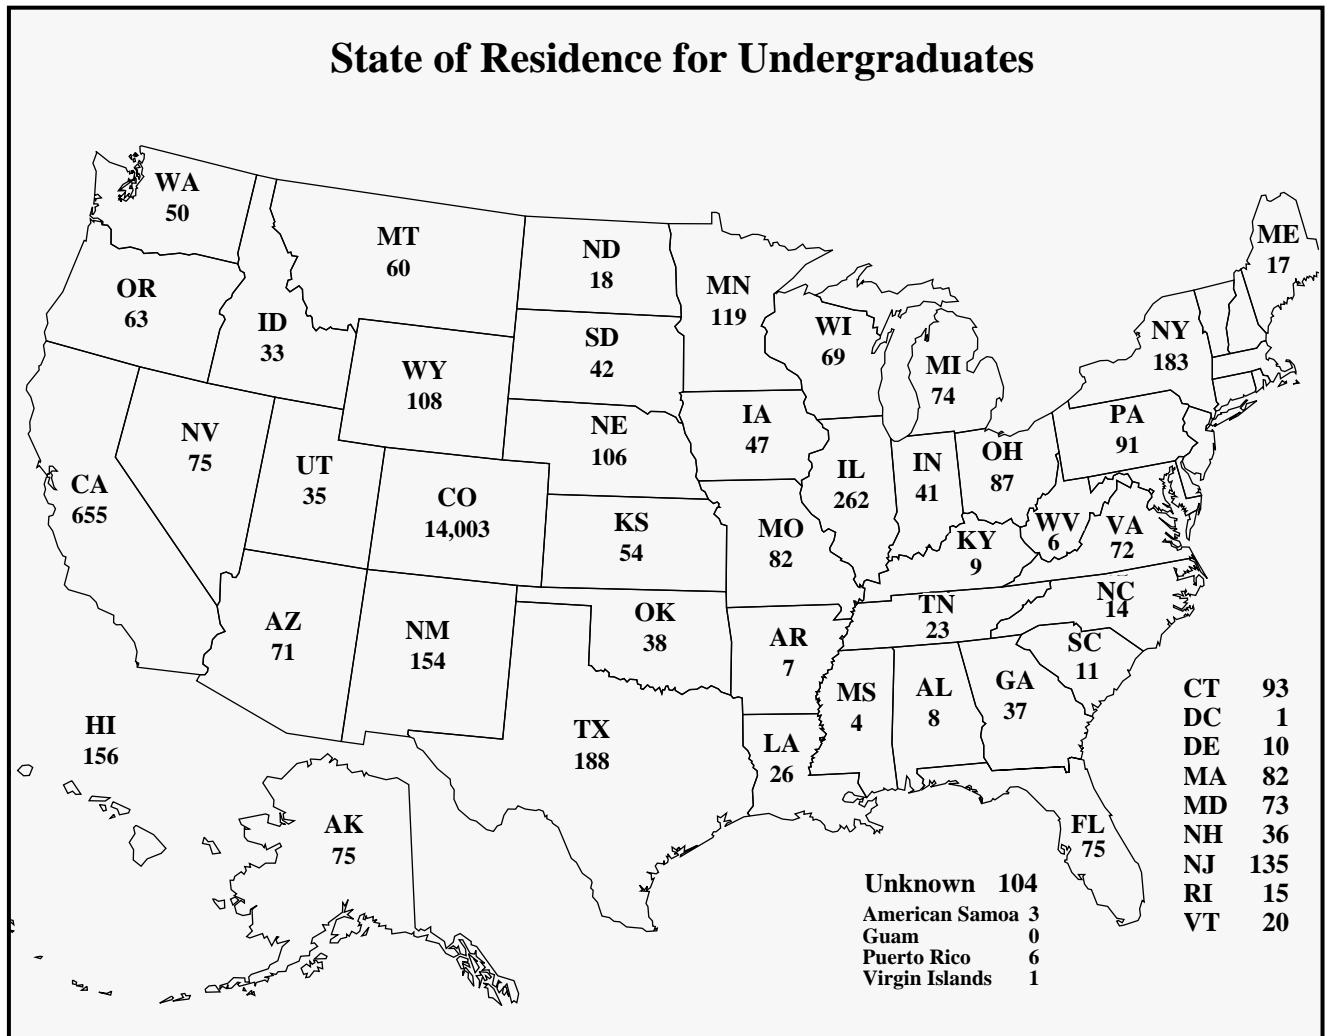 State of Residence for Undergraduates
WA
50
MT
60
ND
18
MN
119
ME
17
OR
63
ID
33
SD
42
WI
69
MI
74
NY
183
WY
108
NV
75
NE
106
IA
47
PA
91
CA
655
UT
35
CO
14,003
KS
54
IL
262
IN
41
OH
87
MO
82
KY
9
WV
6
VA
72
AZ
71
NM
154
OK
38
AR
7
TN
23
NC
14
SC
11
MS
4
AL
8
GA
37
HI
156
TX
188
LA
26
AK
75
FL
75
CT 93
DC 1
DE 10
MA 82
MD 73
NH 36
NJ 135
RI 15
VT 20
Unknown 104
American Samoa 3
Guam 0
Puerto Rico 6
Virgin Islands 1